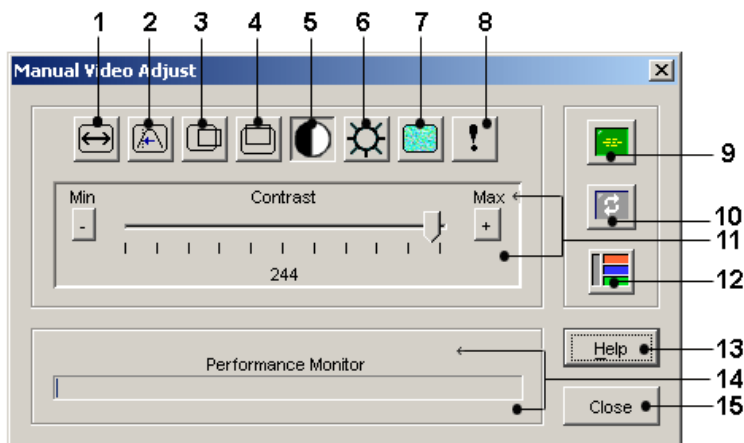 1 2 3 4 5 6 7 8
Manual Video Adjust
9
Min Contrast Max
- +
10
11
244
12
Help 13
Performance Monitor
14
Close 15